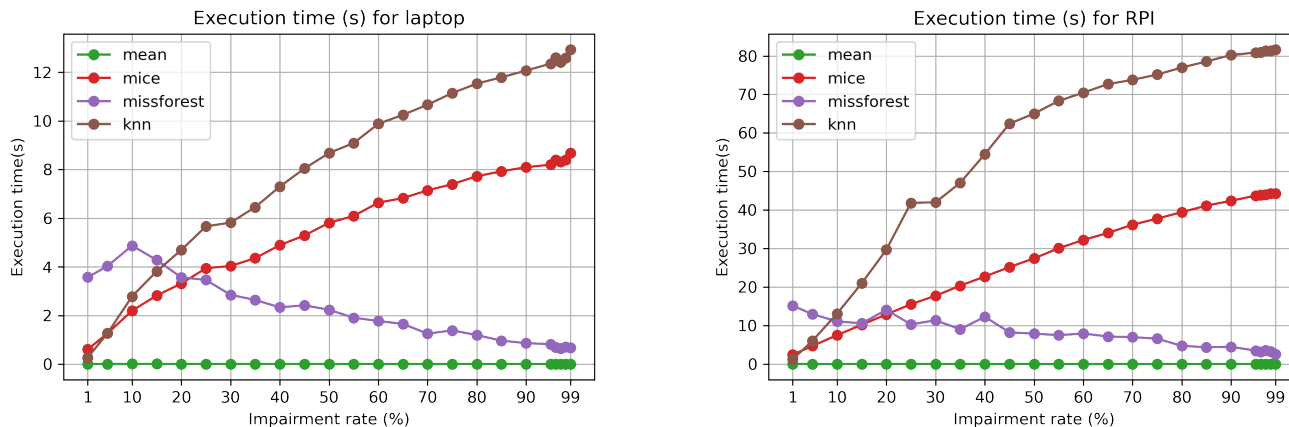 Execution time (s) for laptop
mean
mice
missforest
knn
12
10
8
6
4
2
0
Execution time(s)
1 10 20 30 40 50 60 70 80 90 99
Impairment rate (%)
Execution time (s) for RPI
mean
mice
missforest
knn
80
70
60
50
40
30
20
10
0
Execution time(s)
1 10 20 30 40 50 60 70 80 90 99
Impairment rate (%)